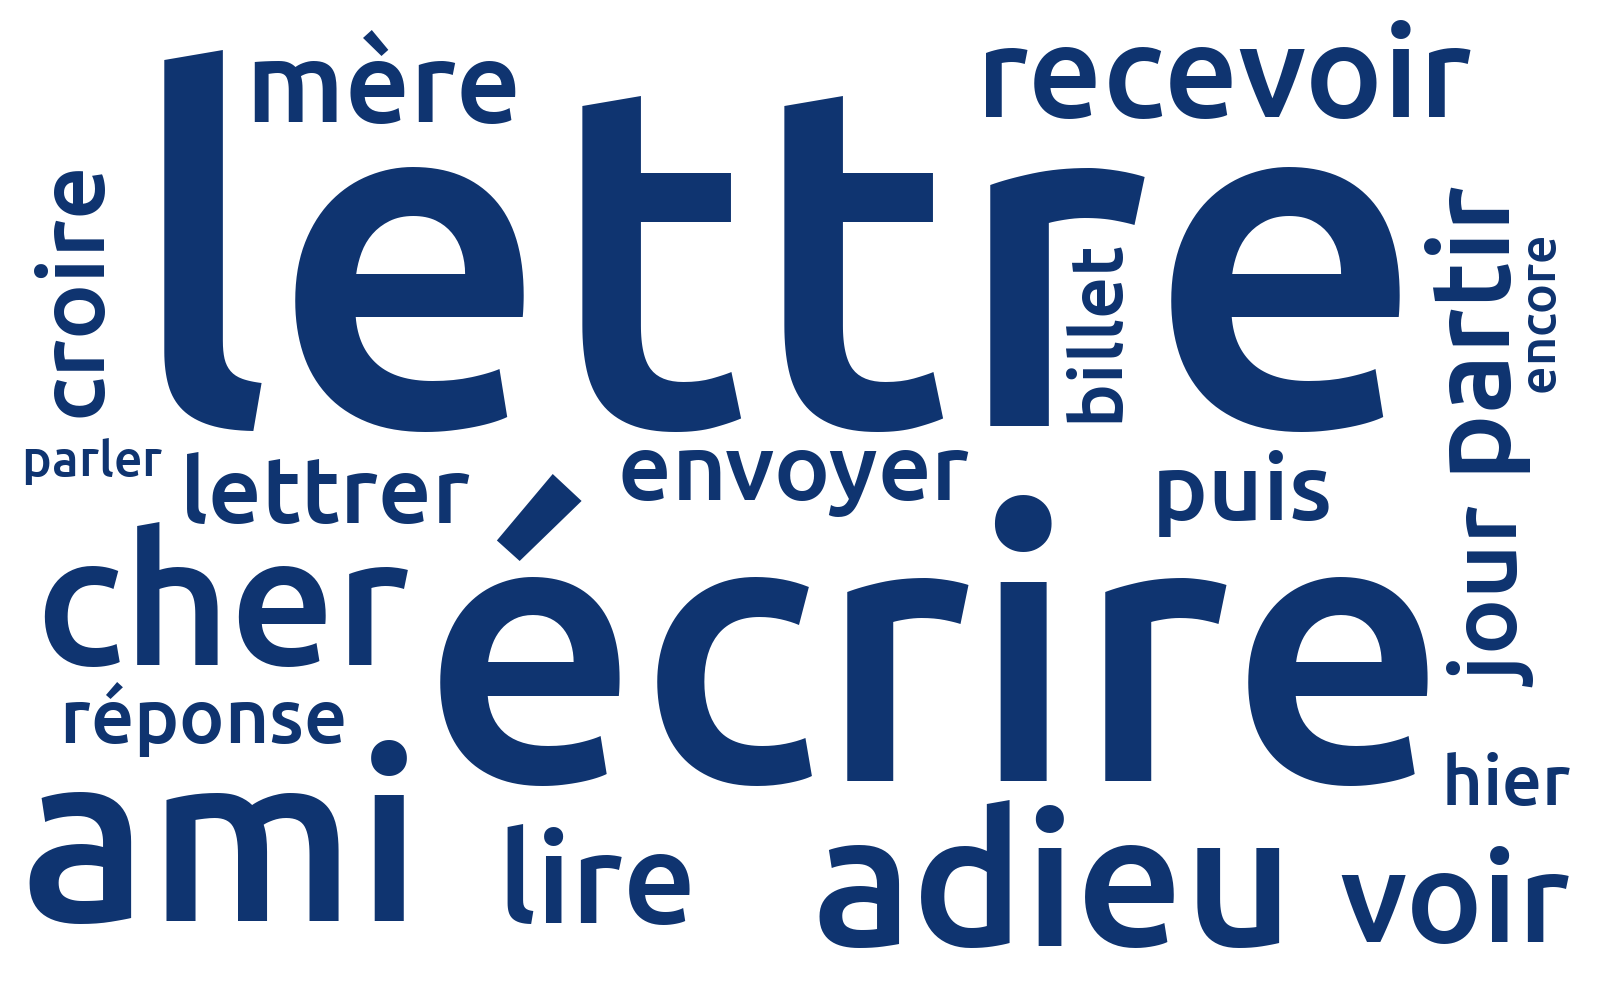 mère
recevoir
lettre
croire
billet
partir
encore
parler
lettrer
envoyer
puis
cher
écrire
jour
réponse
hier
ami
lire
adieu
voir